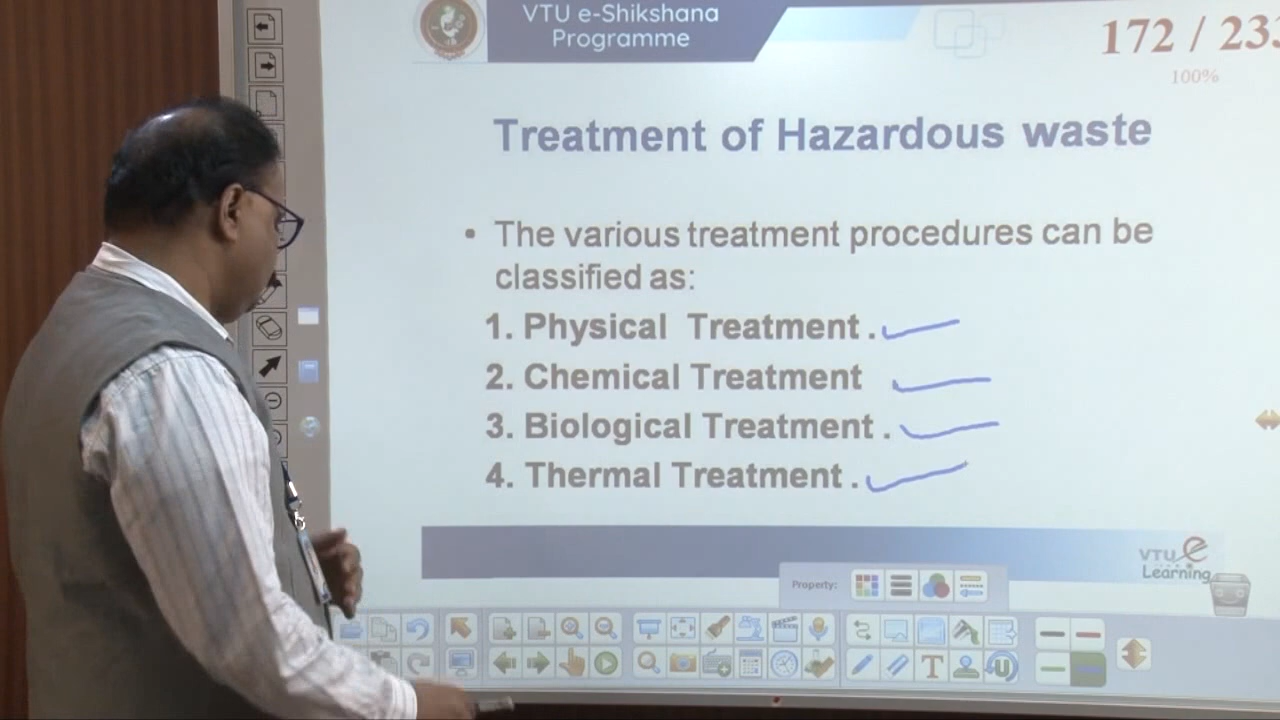 VTU e-Shikshana
Programme
172 / 233
100%
Treatment of Hazardous waste
• The various treatment procedures can be
classified as:
1. Physical Treatment .
2. Chemical Treatment
3. Biological Treatment .
4. Thermal Treatment .
VTU e
Learning
Property: